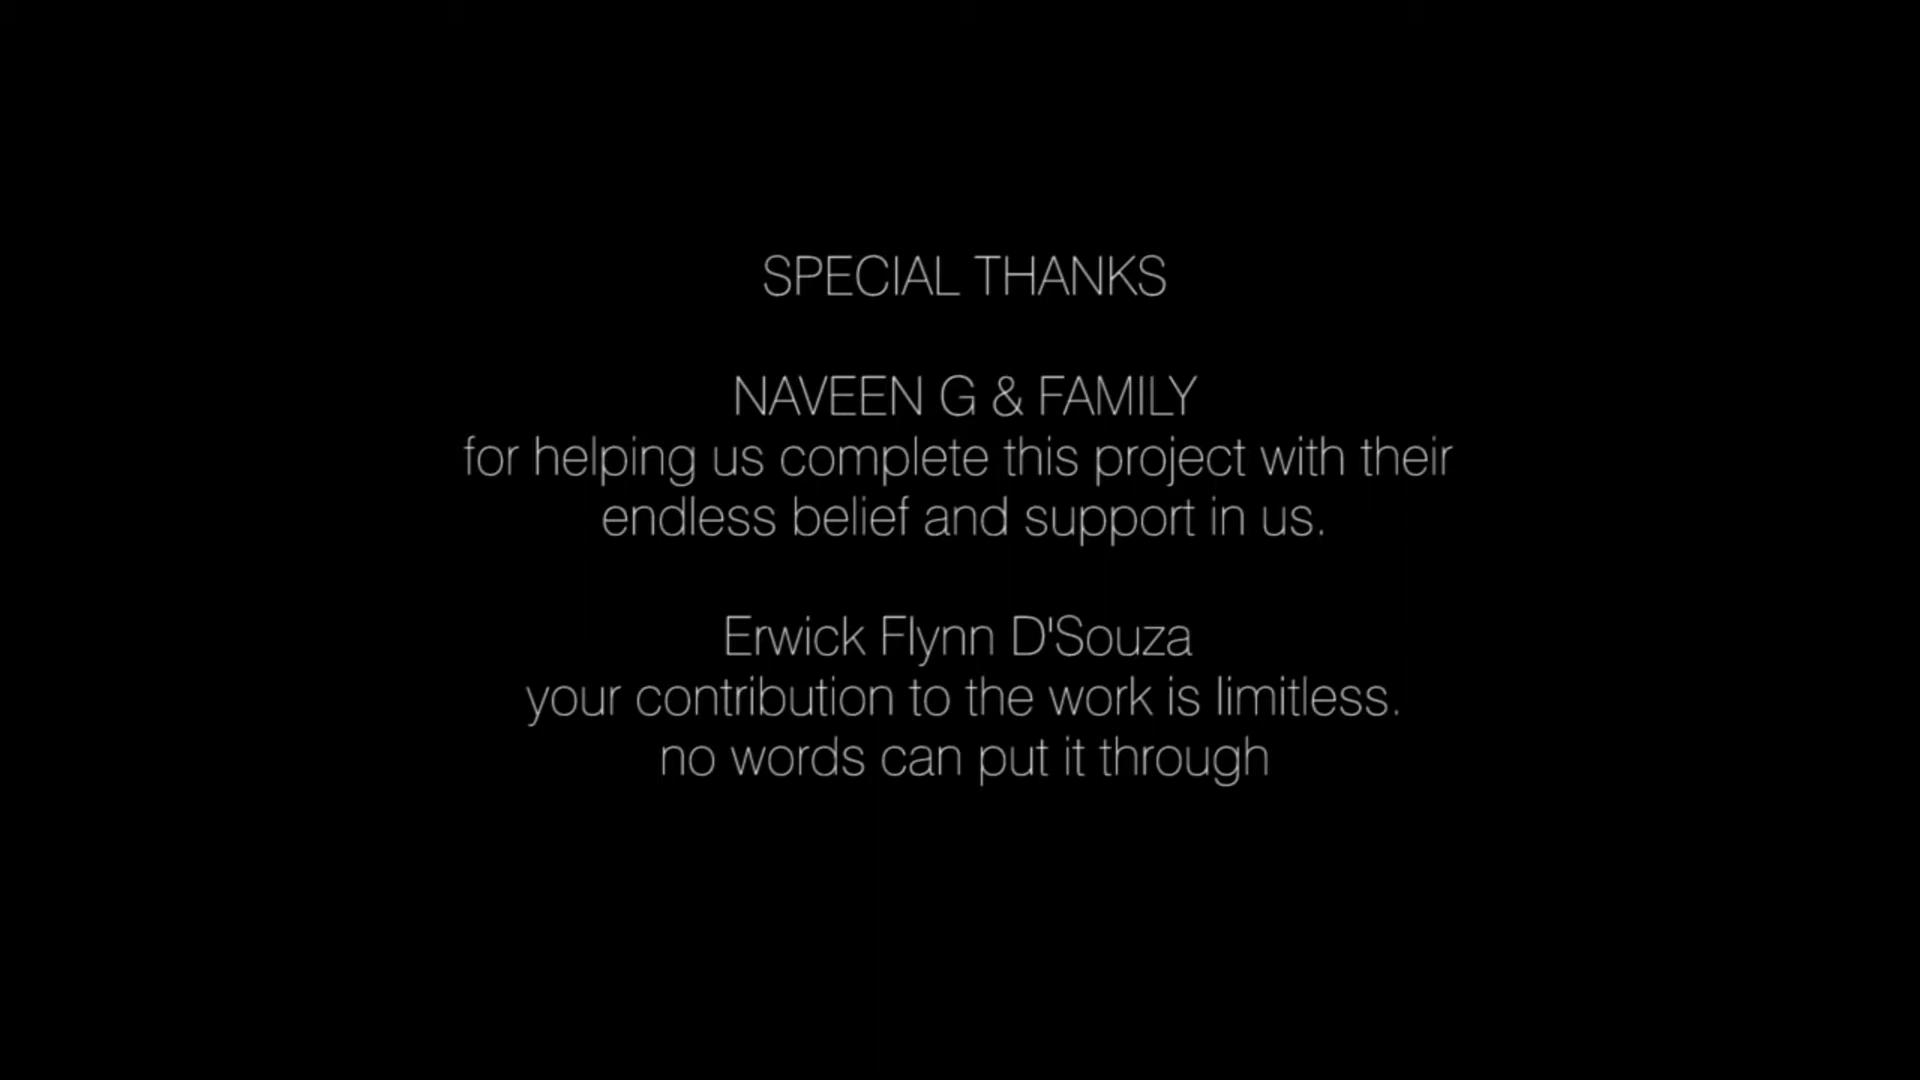 SPECIAL THANKS
NAVEEN G & FAMILY
for helping us complete this project with their
endless belief and support in us.
Erwick Flynn D'Souza
your contribution to the work is limitless.
no words can put it through